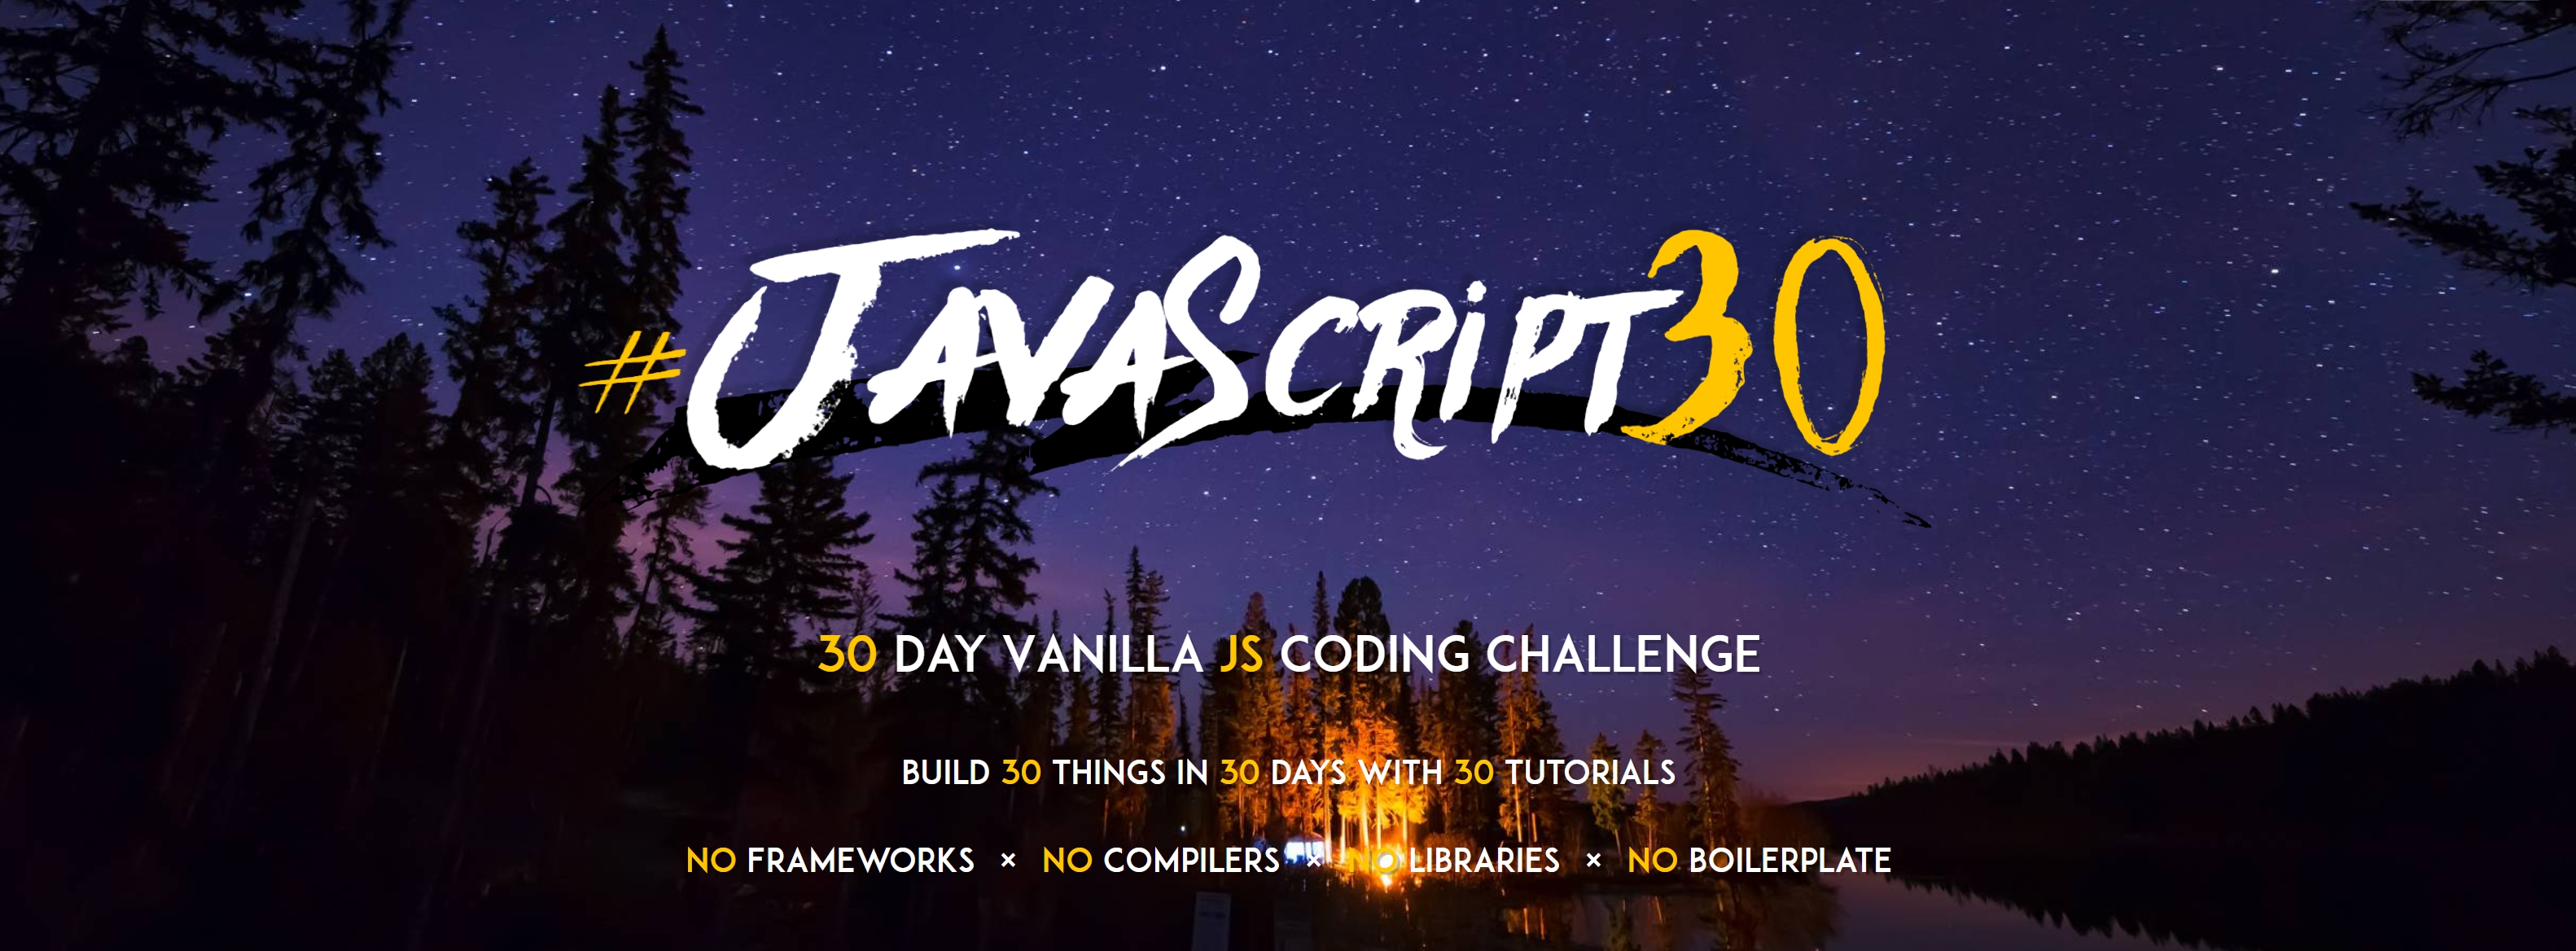 #JavaScript30
30 DAY VANILLA JS CODING CHALLENGE
BUILD 30 THINGS IN 30 DAYS WITH 30 TUTORIALS
NO FRAMEWORKS × NO COMPILERS × NO LIBRARIES × NO BOILERPLATE